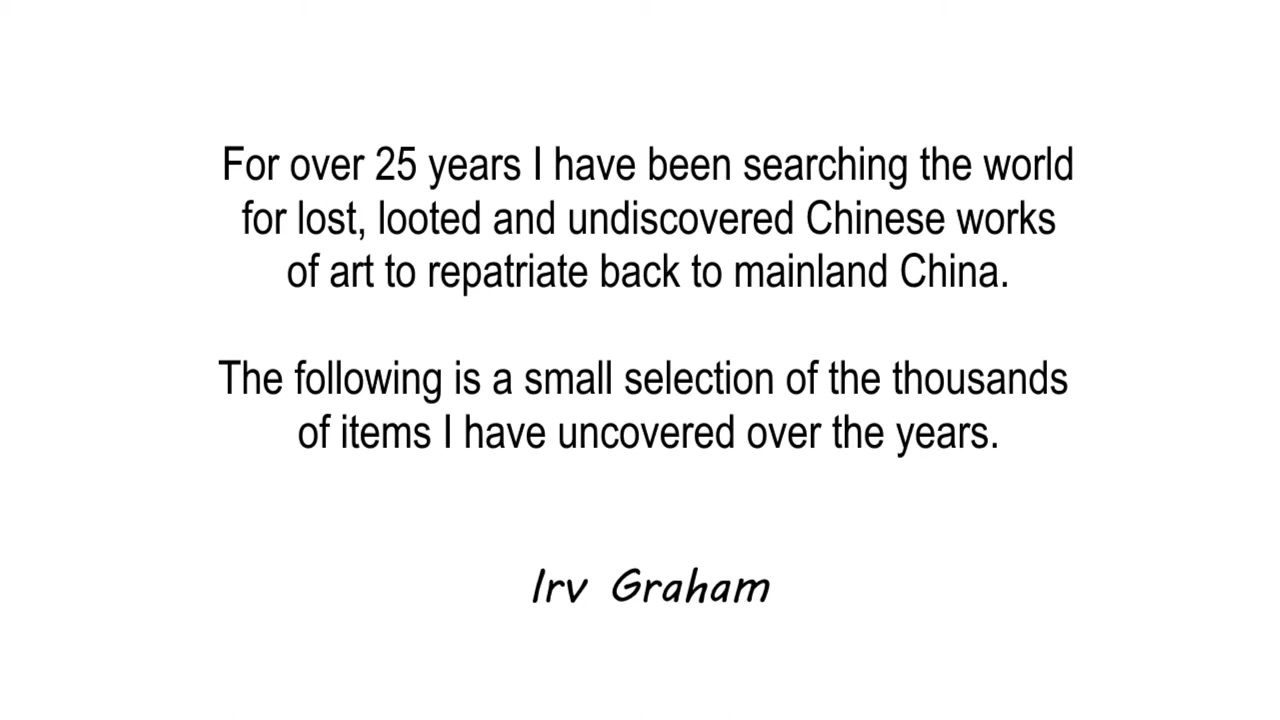 For over 25 years I have been searching the world
for lost, looted and undiscovered Chinese works
of art to repatriate back to mainland China.
The following is a small selection of the thousands
of items I have uncovered over the years.
Irv Graham